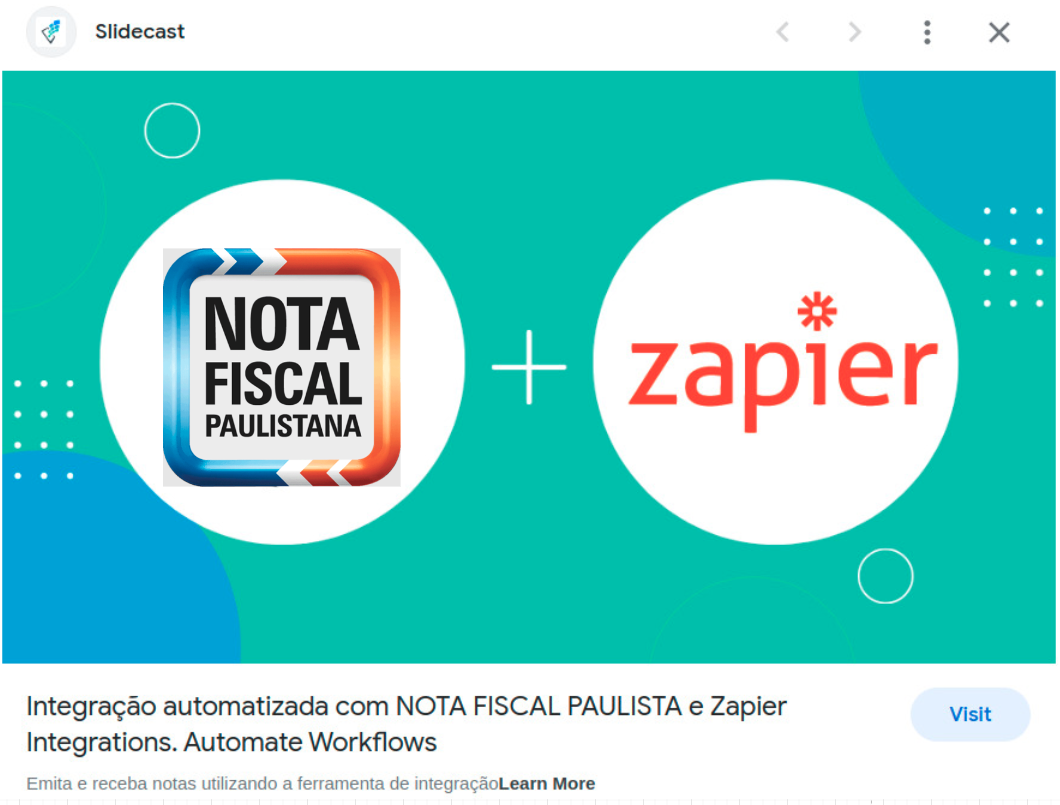 Slidecast
NOTA
FISCAL
PAULISTANA
zapier
Integração automatizada com NOTA FISCAL PAULISTA e Zapier
Integrations. Automate Workflows
Visit
Emita e receba notas utilizando a ferramenta de integraçãoLearn More